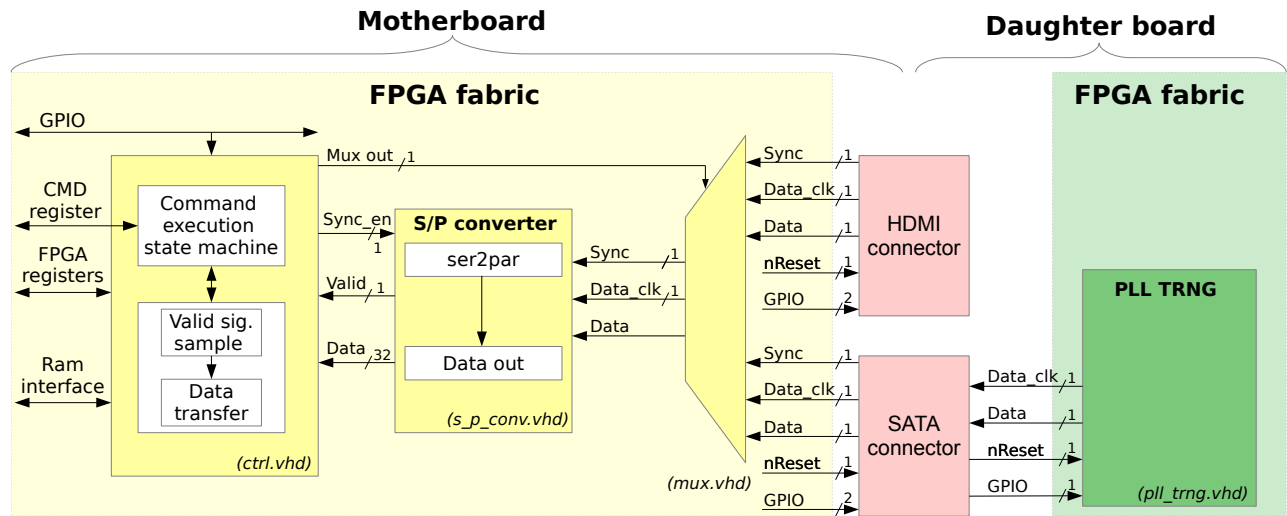 Motherboard
Daughter board
FPGA fabric
FPGA fabric
GPIO
CMD
register
FPGA
registers
Ram
interface
Command
execution
state machine
Valid sig.
sample
Data
transfer
(ctrl.vhd)
Mux out
1
Sync_en
1
Valid
1
Data
32
S/P converter
ser2par
Data out
(s_p_conv.vhd)
Sync
1
Data_clk
1
Data
(mux.vhd)
Sync
1
Data_clk
1
Data
1
nReset
1
GPIO
2
HDMI
connector
Sync
1
Data_clk
1
Data
1
nReset
1
GPIO
2
SATA
connector
Data_clk
1
Data
1
nReset
1
GPIO
1
PLL TRNG
(pll_trng.vhd)